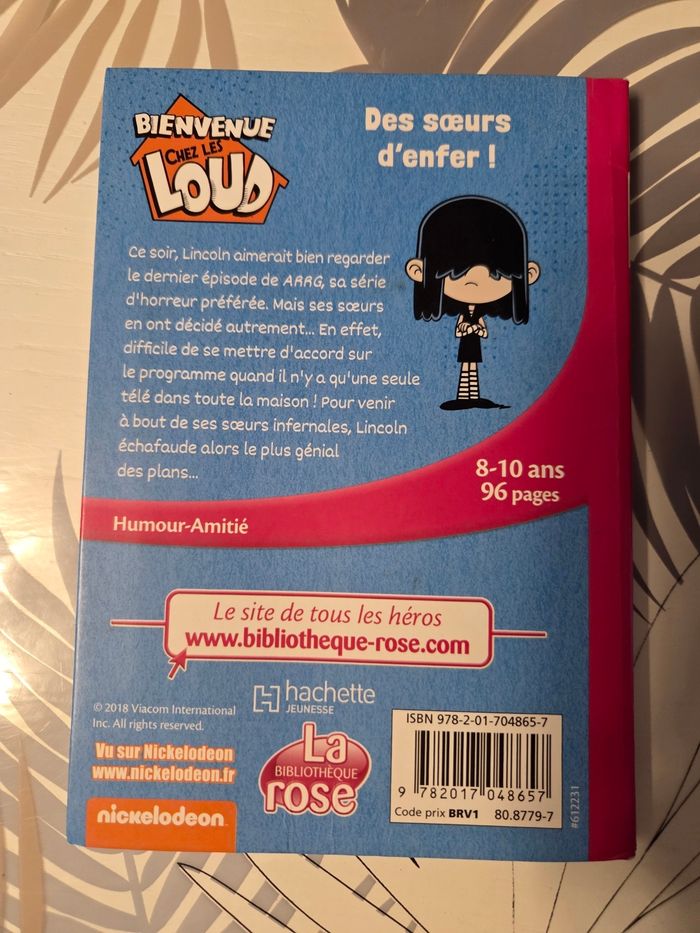 BIENVENUE
CHEZ LES
LOUD
Des sœurs
d'enfer !
Ce soir, Lincoln aimerait bien regarder
le dernier épisode de ARRG, sa série
d'horreur préférée. Mais ses sœurs
en ont décidé autrement... En effet,
difficile de se mettre d'accord sur
le programme quand il n'y a qu'une seule
télé dans toute la maison ! Pour venir
à bout de ses sœurs infernales, Lincoln
échafaude alors le plus génial
des plans...
8-10 ans
96 pages
Humour-Amitié
Le site de tous les héros
www.bibliotheque-rose.com
hachette
JEUNESSE
© 2018 Viacom International
Inc. All rights reserved.
Vu sur Nickelodeon
www.nickelodeon.fr
nickelodeon
La
BIBLIOTHÈQUE
rose
ISBN 978-2-01-704865-7
9 782017 048657
Code prix BRV1 80.8779-7
#612231